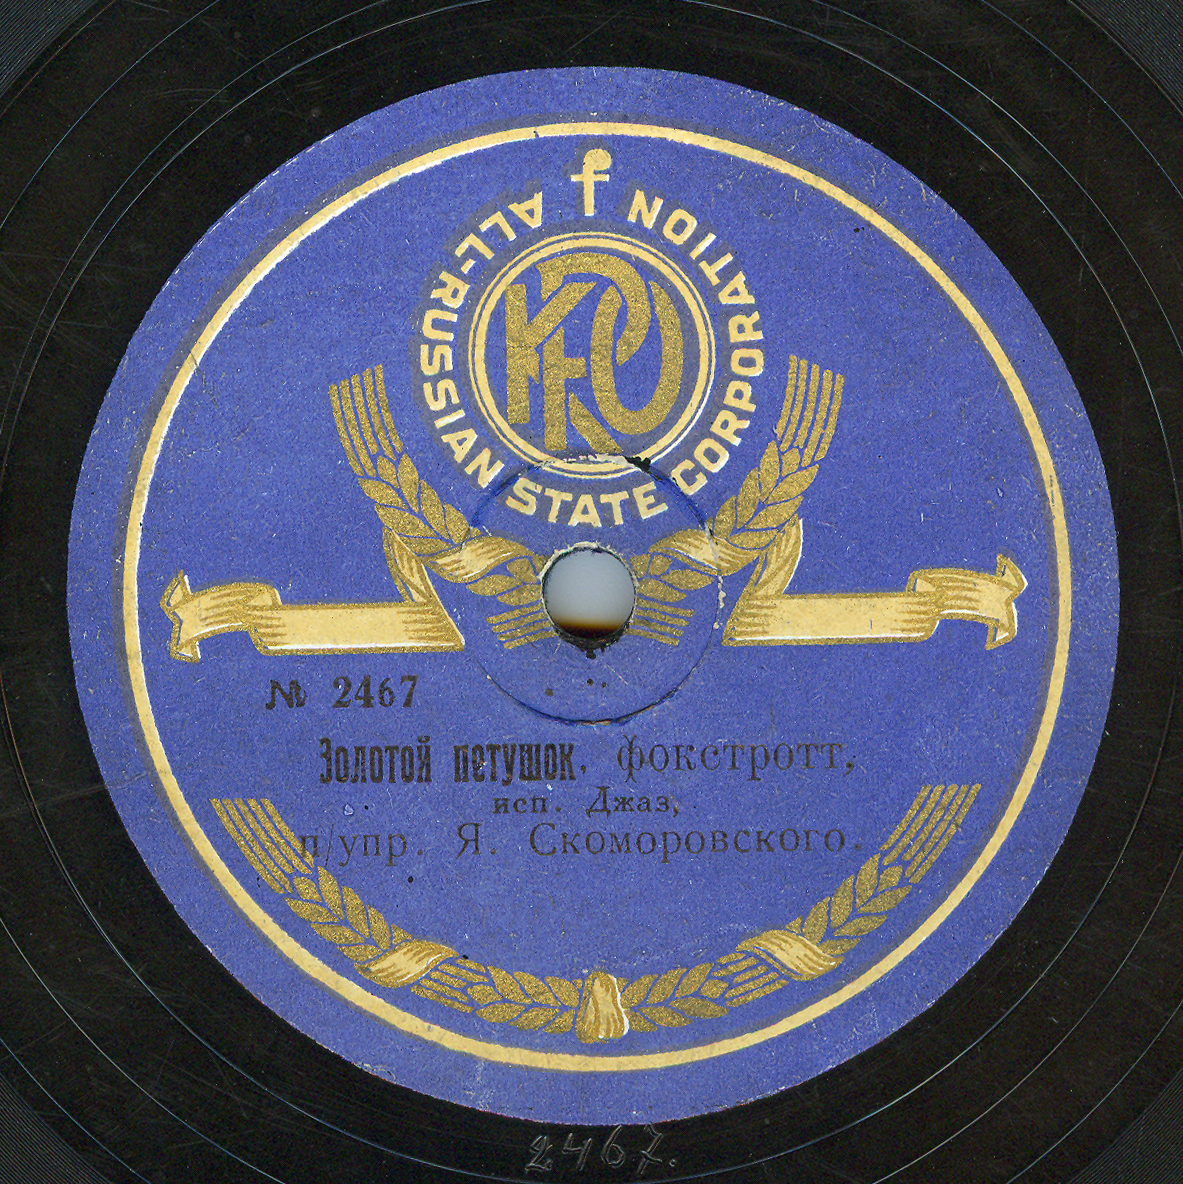 ALL-RUSSIAN STATE CORPORATION
№ 2467
Золотой петушок, фокстротт,
исп. Джаз,
п/упр. Я. Скоморовского.
2467.